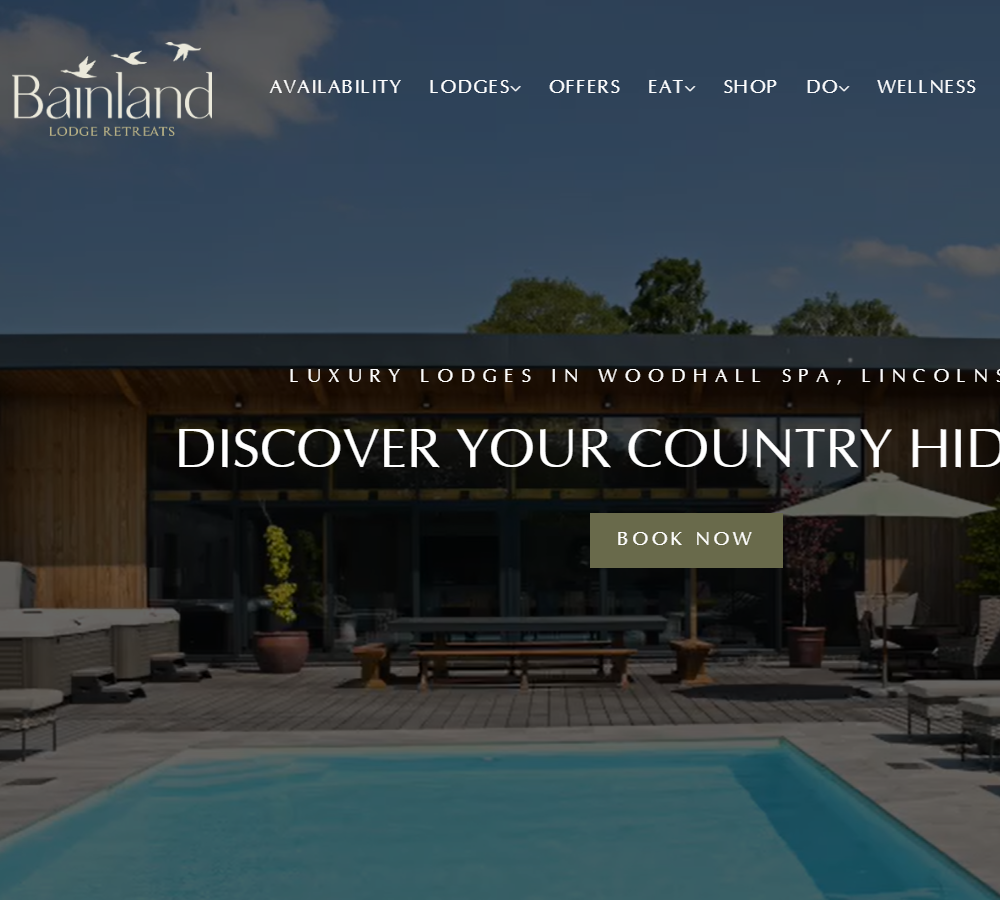 Bainland
LODGE RETREATS
AVAILABILITY LODGES OFFERS EAT SHOP DO WELLNESS
LUXURY LODGES IN WOODHALL SPA, LINCOLNS
DISCOVER YOUR COUNTRY HID
BOOK NOW